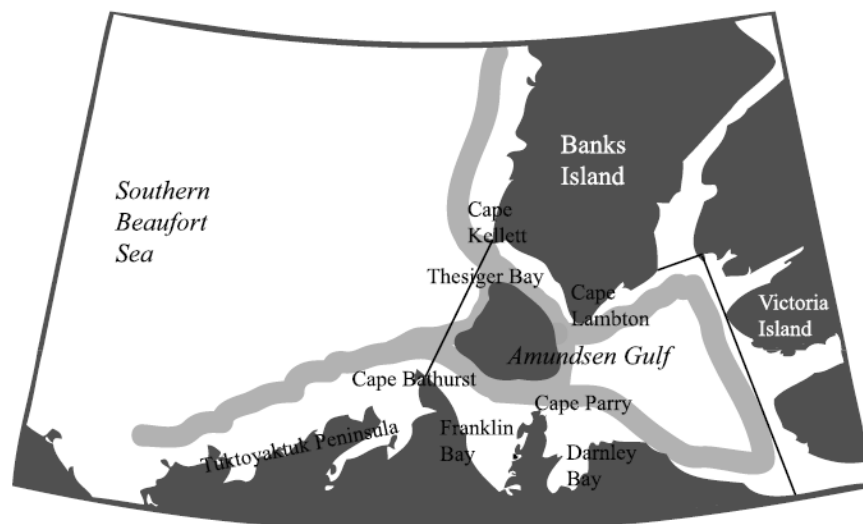 Southern
Beaufort
Sea
Banks
Island
Cape
Kellett
Thesiger Bay
Cape
Lambton
Victoria
Island
Amundsen Gulf
Cape Bathurst
Cape Parry
Tuktoyaktuk Peninsula
Franklin
Bay
Darnley
Bay